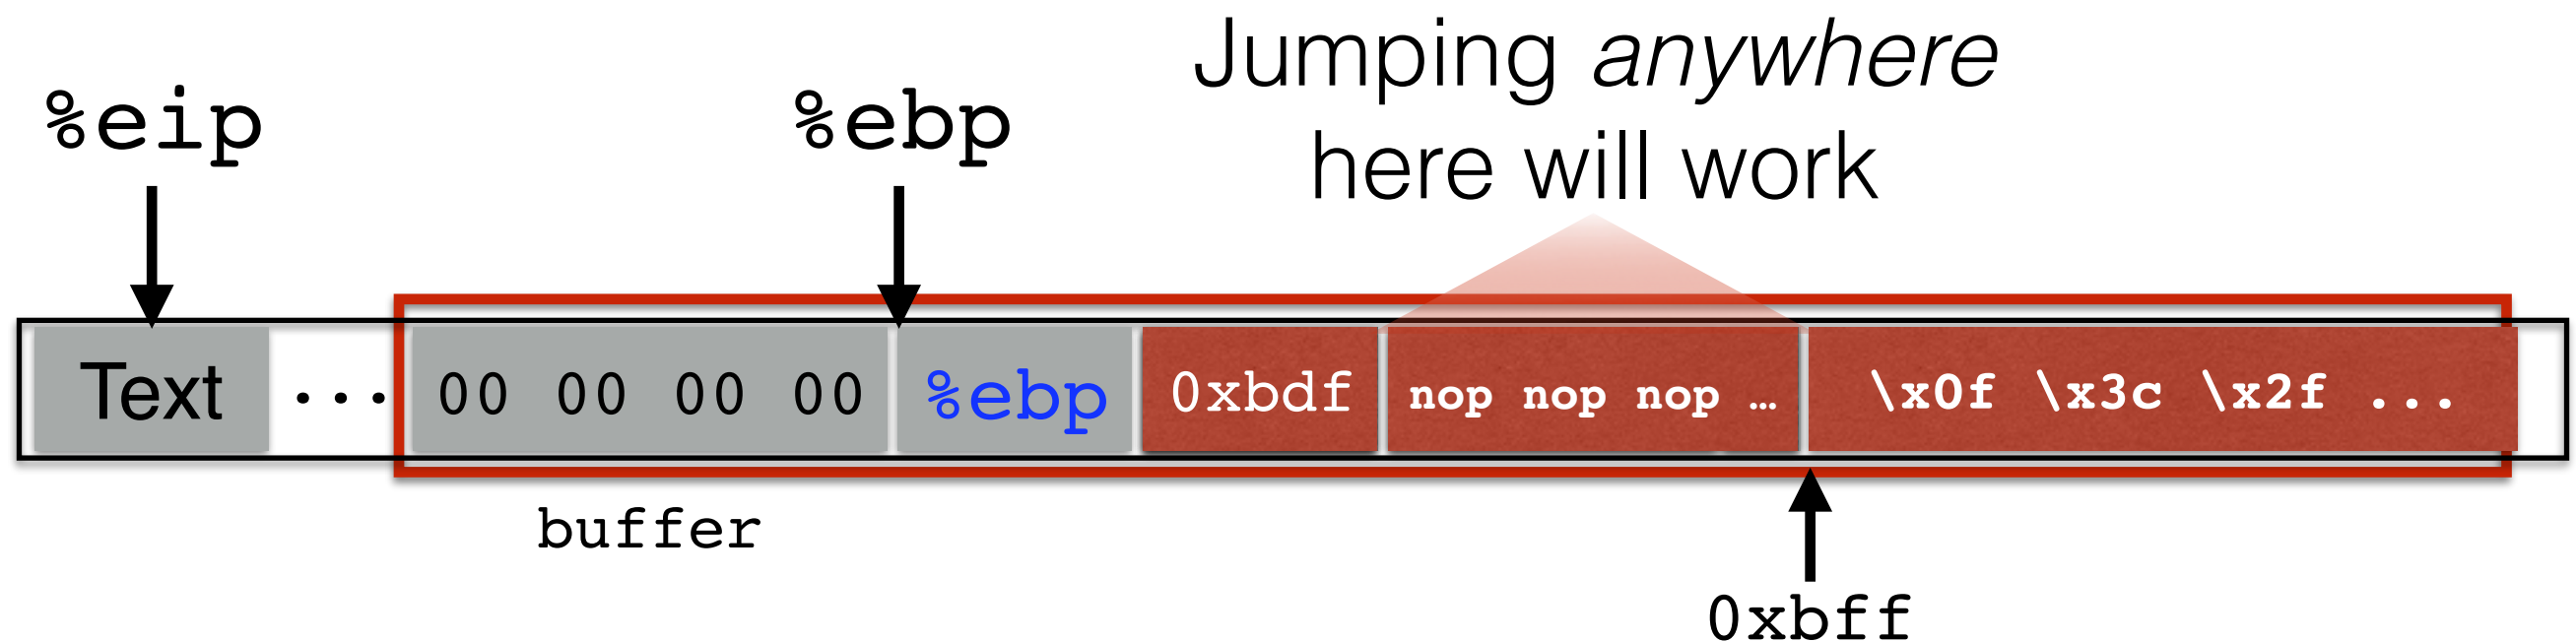 Jumping anywhere
here will work
%eip
%ebp
Text ... 00 00 00 00 %ebp 0xbdf nop nop nop … \x0f \x3c \x2f ...
buffer
0xbff